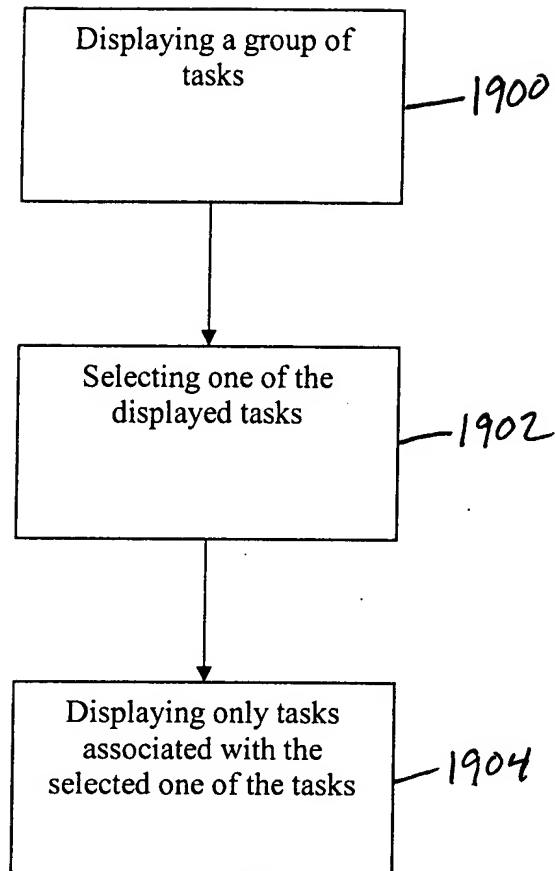 Displaying a group of
tasks
1900
Selecting one of the
displayed tasks
1902
Displaying only tasks
associated with the
selected one of the tasks
1904